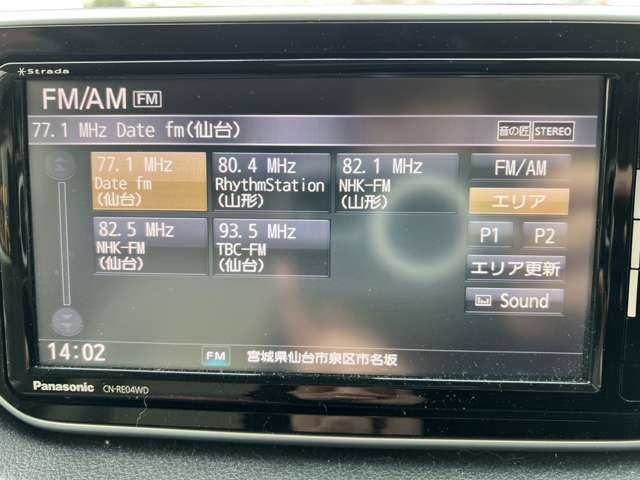 Strada
FM/AM FM
77.1 MHz Date fm(仙台)
音の匠 STEREO
77.1 MHz
Date fm
(仙台)
80.4 MHz
RhythmStation
(山形)
82.1 MHz
NHK-FM
(山形)
FM/AM
エリア
82.5 MHz
NHK-FM
(仙台)
93.5 MHz
TBC-FM
(仙台)
P1 P2
エリア更新
Sound
14:02 FM 宮城県仙台市泉区市名坂
Panasonic CN-RE04WD